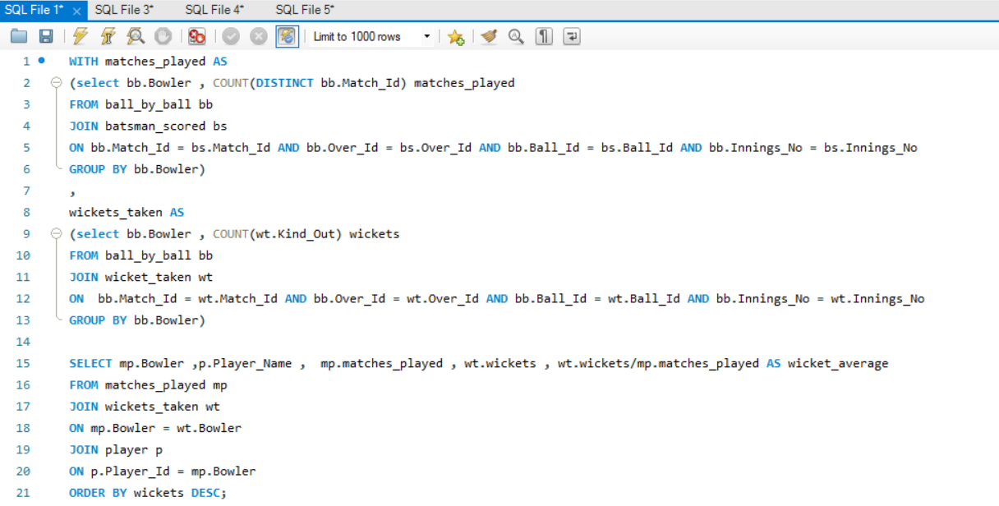 SQL File 1* × SQL File 3* SQL File 4* SQL File 5*
Limit to 1000 rows
1 WITH matches_played AS
2 (select bb.Bowler , COUNT(DISTINCT bb.Match_Id) matches_played
3 FROM ball_by_ball bb
4 JOIN batsman_scored bs
5 ON bb.Match_Id = bs.Match_Id AND bb.Over_Id = bs.Over_Id AND bb.Ball_Id = bs.Ball_Id AND bb.Innings_No = bs.Innings_No
6 GROUP BY bb.Bowler)
7 ,
8 wickets_taken AS
9 (select bb.Bowler , COUNT(wt.Kind_Out) wickets
10 FROM ball_by_ball bb
11 JOIN wicket_taken wt
12 ON  bb.Match_Id = wt.Match_Id AND bb.Over_Id = wt.Over_Id AND bb.Ball_Id = wt.Ball_Id AND bb.Innings_No = wt.Innings_No
13 GROUP BY bb.Bowler)
14
15 SELECT mp.Bowler ,p.Player_Name ,  mp.matches_played , wt.wickets , wt.wickets/mp.matches_played AS wicket_average
16 FROM matches_played mp
17 JOIN wickets_taken wt
18 ON mp.Bowler = wt.Bowler
19 JOIN player p
20 ON p.Player_Id = mp.Bowler
21 ORDER BY wickets DESC;